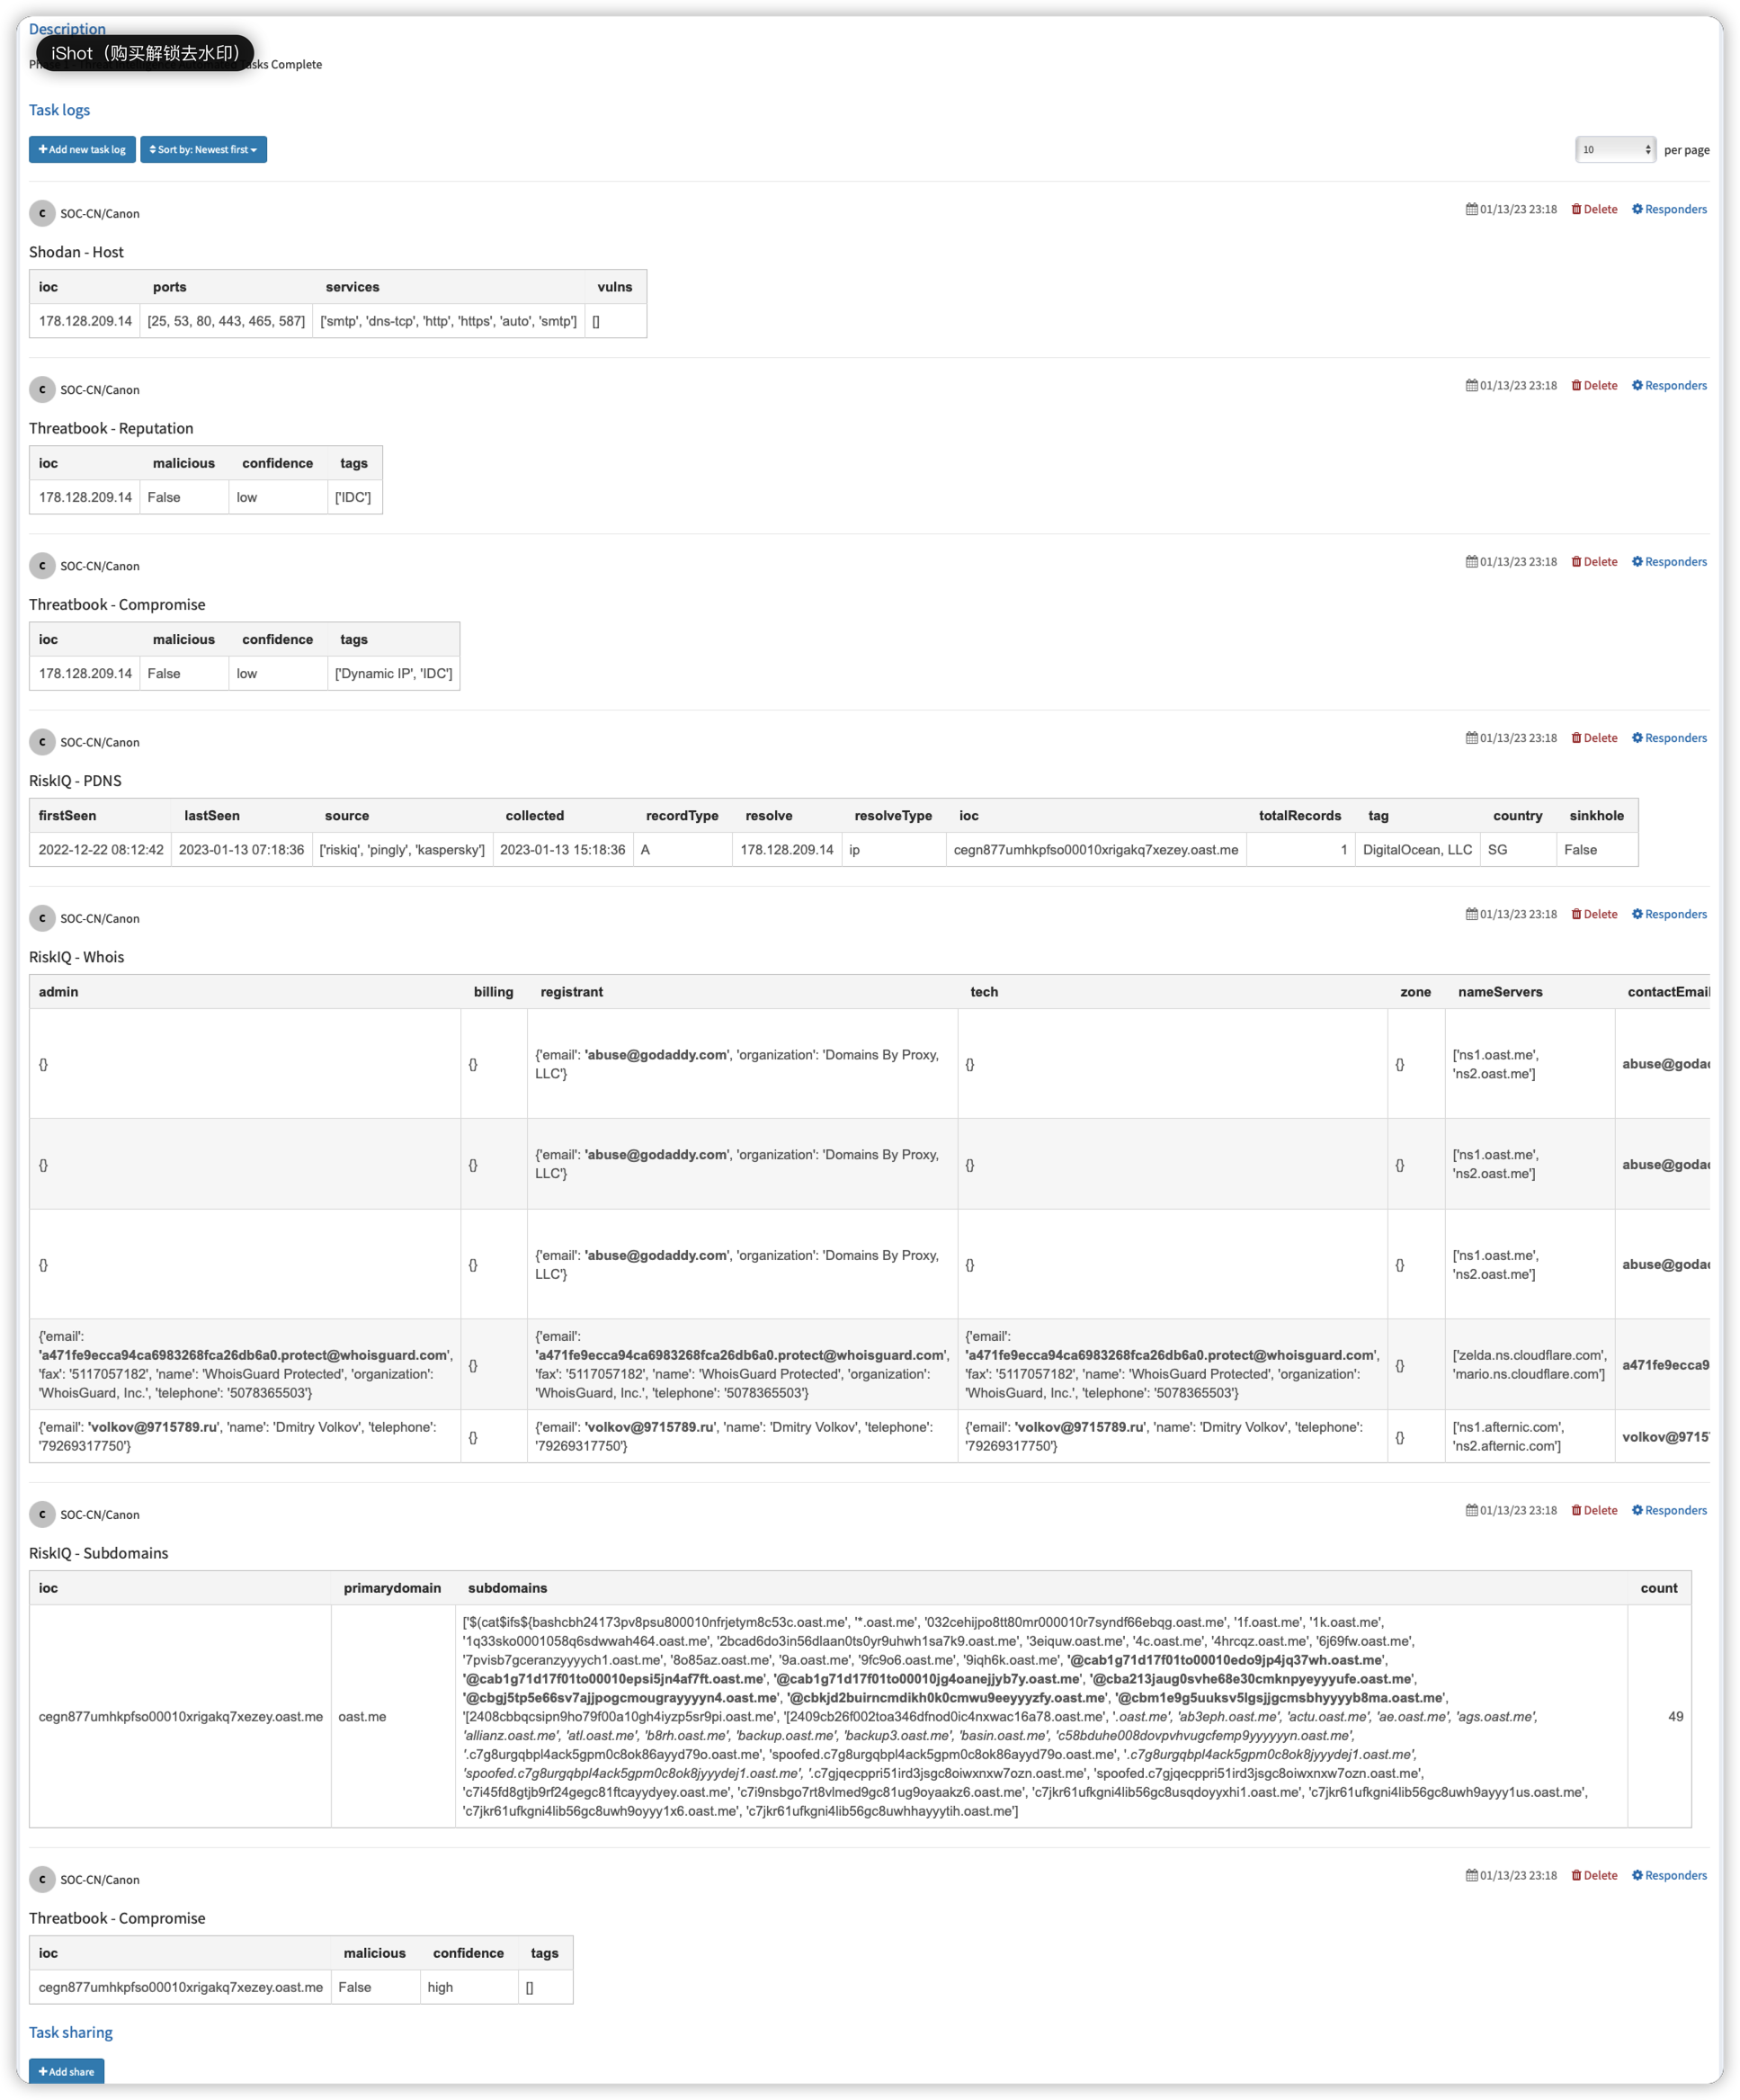 Description
iShot（购买解锁去水印）
asks Complete
Task logs
Add new task log
Sort by: Newest first
10
per page
C SOC-CN/Canon
01/13/23 23:18 Delete Responders
Shodan - Host
ioc ports services vulns
178.128.209.14 [25, 53, 80, 443, 465, 587] ['smtp', 'dns-tcp', 'http', 'https', 'auto', 'smtp'] []
C SOC-CN/Canon
01/13/23 23:18 Delete Responders
Threatbook - Reputation
ioc malicious confidence tags
178.128.209.14 False low ['IDC']
C SOC-CN/Canon
01/13/23 23:18 Delete Responders
Threatbook - Compromise
ioc malicious confidence tags
178.128.209.14 False low ['Dynamic IP', 'IDC']
C SOC-CN/Canon
01/13/23 23:18 Delete Responders
RiskIQ - PDNS
firstSeen lastSeen source collected recordType resolve resolveType ioc totalRecords tag country sinkhole
2022-12-22 08:12:42 2023-01-13 07:18:36 ['riskiq', 'pingly', 'kaspersky'] 2023-01-13 15:18:36 A 178.128.209.14 ip cegn877umhkpfso00010xrigakq7xezey.oast.me 1 DigitalOcean, LLC SG False
C SOC-CN/Canon
01/13/23 23:18 Delete Responders
RiskIQ - Whois
admin billing registrant tech zone nameServers contactEmail
{} {} {'email': 'abuse@godaddy.com', 'organization': 'Domains By Proxy,
LLC'} {} {} ['ns1.oast.me',
'ns2.oast.me'] abuse@godad
{} {} {'email': 'abuse@godaddy.com', 'organization': 'Domains By Proxy,
LLC'} {} {} ['ns1.oast.me',
'ns2.oast.me'] abuse@godad
{} {} {'email': 'abuse@godaddy.com', 'organization': 'Domains By Proxy,
LLC'} {} {} ['ns1.oast.me',
'ns2.oast.me'] abuse@godad
{'email':
'a471fe9ecca94ca6983268fca26db6a0.protect@whoisguard.com',
'fax': '5117057182', 'name': 'WhoisGuard Protected', 'organization':
'WhoisGuard, Inc.', 'telephone': '5078365503'}
{}
{'email':
'a471fe9ecca94ca6983268fca26db6a0.protect@whoisguard.com',
'fax': '5117057182', 'name': 'WhoisGuard Protected', 'organization':
'WhoisGuard, Inc.', 'telephone': '5078365503'}
{'email':
'a471fe9ecca94ca6983268fca26db6a0.protect@whoisguard.com',
'fax': '5117057182', 'name': 'WhoisGuard Protected', 'organization':
'WhoisGuard, Inc.', 'telephone': '5078365503'}
{}
['zelda.ns.cloudflare.com',
'mario.ns.cloudflare.com']
a471fe9ecca9
{'email': 'volkov@9715789.ru', 'name': 'Dmitry Volkov', 'telephone':
'79269317750'}
{}
{'email': 'volkov@9715789.ru', 'name': 'Dmitry Volkov', 'telephone':
'79269317750'}
{'email': 'volkov@9715789.ru', 'name': 'Dmitry Volkov', 'telephone':
'79269317750'}
{}
['ns1.afternic.com',
'ns2.afternic.com']
volkov@9715
C SOC-CN/Canon
01/13/23 23:18 Delete Responders
RiskIQ - Subdomains
ioc primarydomain subdomains count
cegn877umhkpfso00010xrigakq7xezey.oast.me
oast.me
['$(cat$ifs${bashcbh24173pv8psu800010nfrjetym8c53c.oast.me', '*.oast.me', '032cehijpo8tt80mr000010r7syndf66ebqg.oast.me', '1f.oast.me', '1k.oast.me',
'1q33sko0001058q6sdwwah464.oast.me', '2bcad6do3in56dlaan0ts0yr9uhwh1sa7k9.oast.me', '3eiquw.oast.me', '4c.oast.me', '4hrcqz.oast.me', '6j69fw.oast.me',
'7pvisb7gceranzyyyych1.oast.me', '8o85az.oast.me', '9a.oast.me', '9fc9o6.oast.me', '9iqh6k.oast.me', '@cab1g71d17f01to00010edo9jp4jq37wh.oast.me',
'@cab1g71d17f01to00010epsi5jn4af7ft.oast.me', '@cab1g71d17f01to00010jg4oanejjyb7y.oast.me', '@cba213jaug0svhe68e30cmknpyeyyyufe.oast.me',
'@cbgj5tp5e66sv7ajjpogcmougrayyyyn4.oast.me', '@cbkjd2buirncmdikh0k0cmwu9eeyyyzfy.oast.me', '@cbm1e9g5uuksv5lgsjjgcmsbhyyyyb8ma.oast.me',
'[2408cbbqcsipn9ho79f00a10gh4iyzp5sr9pi.oast.me', '[2409cb26f002toa346dfnod0ic4nxwac16a78.oast.me', '.oast.me', 'ab3eph.oast.me', 'actu.oast.me', 'ae.oast.me', 'ags.oast.me',
'allianz.oast.me', 'atl.oast.me', 'b8rh.oast.me', 'backup.oast.me', 'backup3.oast.me', 'basin.oast.me', 'c58bduhe008dovpvhvugcfemp9yyyyyyn.oast.me',
'.c7g8urgqbpl4ack5gpm0c8ok86ayyd79o.oast.me', 'spoofed.c7g8urgqbpl4ack5gpm0c8ok86ayyd79o.oast.me', '.c7g8urgqbpl4ack5gpm0c8ok8jyyydej1.oast.me',
'spoofed.c7g8urgqbpl4ack5gpm0c8ok8jyyydej1.oast.me', '.c7gjqecppri51ird3jsgc8oiwxnxw7ozn.oast.me', 'spoofed.c7gjqecppri51ird3jsgc8oiwxnxw7ozn.oast.me',
'c7i45fd8gtjb9rf24gegc81ftcayydyey.oast.me', 'c7i9nsbgo7rt8vlmed9gc81ug9oyaakz6.oast.me', 'c7jkr61ufkgni4lib56gc8usqdoyyxhi1.oast.me', 'c7jkr61ufkgni4lib56gc8uwh9ayyy1us.oast.me',
'c7jkr61ufkgni4lib56gc8uwh9oyyy1x6.oast.me', 'c7jkr61ufkgni4lib56gc8uwhhayyytih.oast.me']
49
C SOC-CN/Canon
01/13/23 23:18 Delete Responders
Threatbook - Compromise
ioc malicious confidence tags
cegn877umhkpfso00010xrigakq7xezey.oast.me False high []
Task sharing
Add share